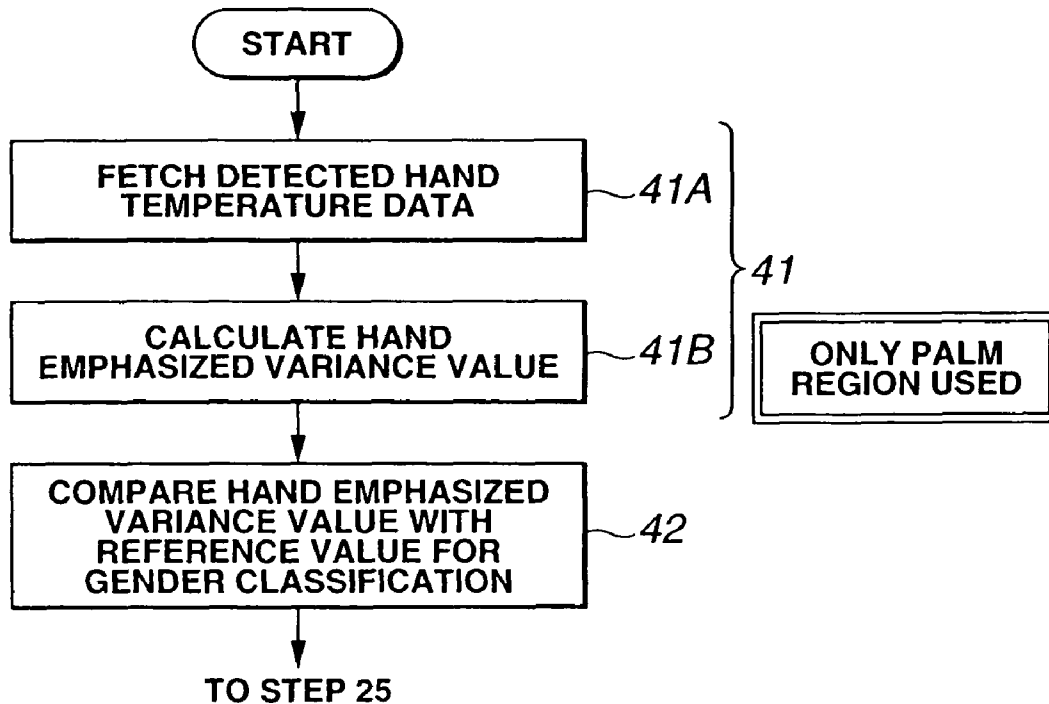 START
FETCH DETECTED HAND
TEMPERATURE DATA
41A
41
CALCULATE HAND
EMPHASIZED VARIANCE VALUE
41B
ONLY PALM
REGION USED
COMPARE HAND EMPHASIZED
VARIANCE VALUE WITH
REFERENCE VALUE FOR
GENDER CLASSIFICATION
42
TO STEP 25